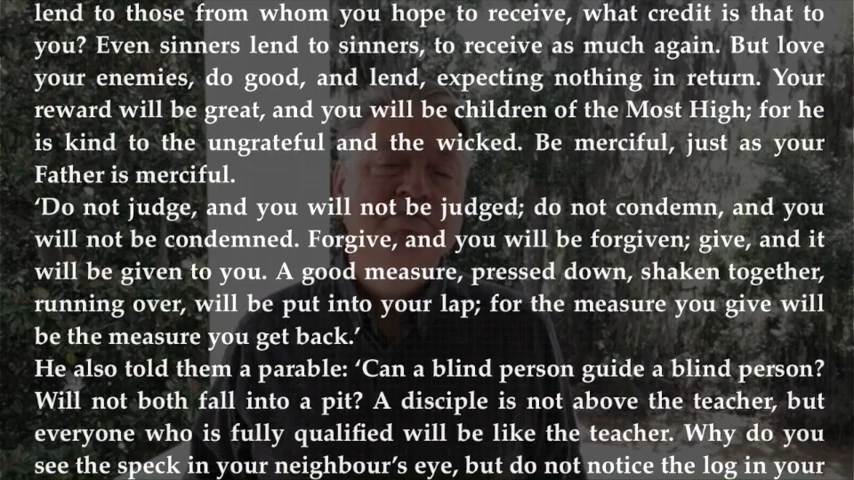 lend to those from whom you hope to receive, what credit is that to
you? Even sinners lend to sinners, to receive as much again. But love
your enemies, do good, and lend, expecting nothing in return. Your
reward will be great, and you will be children of the Most High; for he
is kind to the ungrateful and the wicked. Be merciful, just as your
Father is merciful.
‘Do not judge, and you will not be judged; do not condemn, and you
will not be condemned. Forgive, and you will be forgiven; give, and it
will be given to you. A good measure, pressed down, shaken together,
running over, will be put into your lap; for the measure you give will
be the measure you get back.’
He also told them a parable: ‘Can a blind person guide a blind person?
Will not both fall into a pit? A disciple is not above the teacher, but
everyone who is fully qualified will be like the teacher. Why do you
see the speck in your neighbour’s eye, but do not notice the log in your